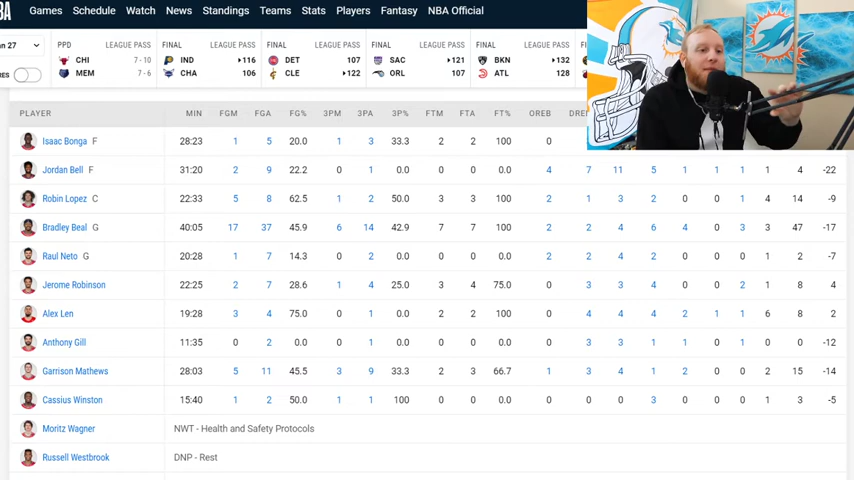 BA Games Schedule Watch News Standings Teams Stats Players Fantasy NBA Official
an 27
RES
PPD LEAGUE PASS
CHI 7 - 10
MEM 7 - 6
FINAL LEAGUE PASS
IND 116
CHA 106
FINAL LEAGUE PASS
DET 107
CLE 122
FINAL LEAGUE PASS
SAC 121
ORL 107
FINAL
BKN 132
ATL 128
PLAYER MIN FGM FGA FG% 3PM 3PA 3P% FTM FTA FT% OREB DREB
Isaac Bonga F 28:23 1 5 20.0 1 3 33.3 2 2 100 0
Jordan Bell F 31:20 2 9 22.2 0 1 0.0 0 0 0.0 4 7 11 5 1 1 1 1 4 -22
Robin Lopez C 22:33 5 8 62.5 1 2 50.0 3 3 100 2 1 3 2 0 0 1 4 14 -9
Bradley Beal G 40:05 17 37 45.9 6 14 42.9 7 7 100 2 2 4 6 4 0 3 3 47 -17
Raul Neto G 20:28 1 7 14.3 0 2 0.0 0 0 0.0 2 2 4 2 0 0 0 1 2 -7
Jerome Robinson 22:25 2 7 28.6 1 4 25.0 3 4 75.0 0 3 3 4 0 0 2 1 8 4
Alex Len 19:28 3 4 75.0 0 1 0.0 2 2 100 0 4 4 4 2 1 1 6 8 2
Anthony Gill 11:35 0 2 0.0 0 1 0.0 0 0 0.0 0 3 3 1 1 0 1 0 0 -12
Garrison Mathews 28:03 5 11 45.5 3 9 33.3 2 3 66.7 1 3 4 1 2 0 0 2 15 -14
Cassius Winston 15:40 1 2 50.0 1 1 100 0 0 0.0 0 0 0 3 0 0 0 1 3 -5
Moritz Wagner NWT - Health and Safety Protocols
Russell Westbrook DNP - Rest